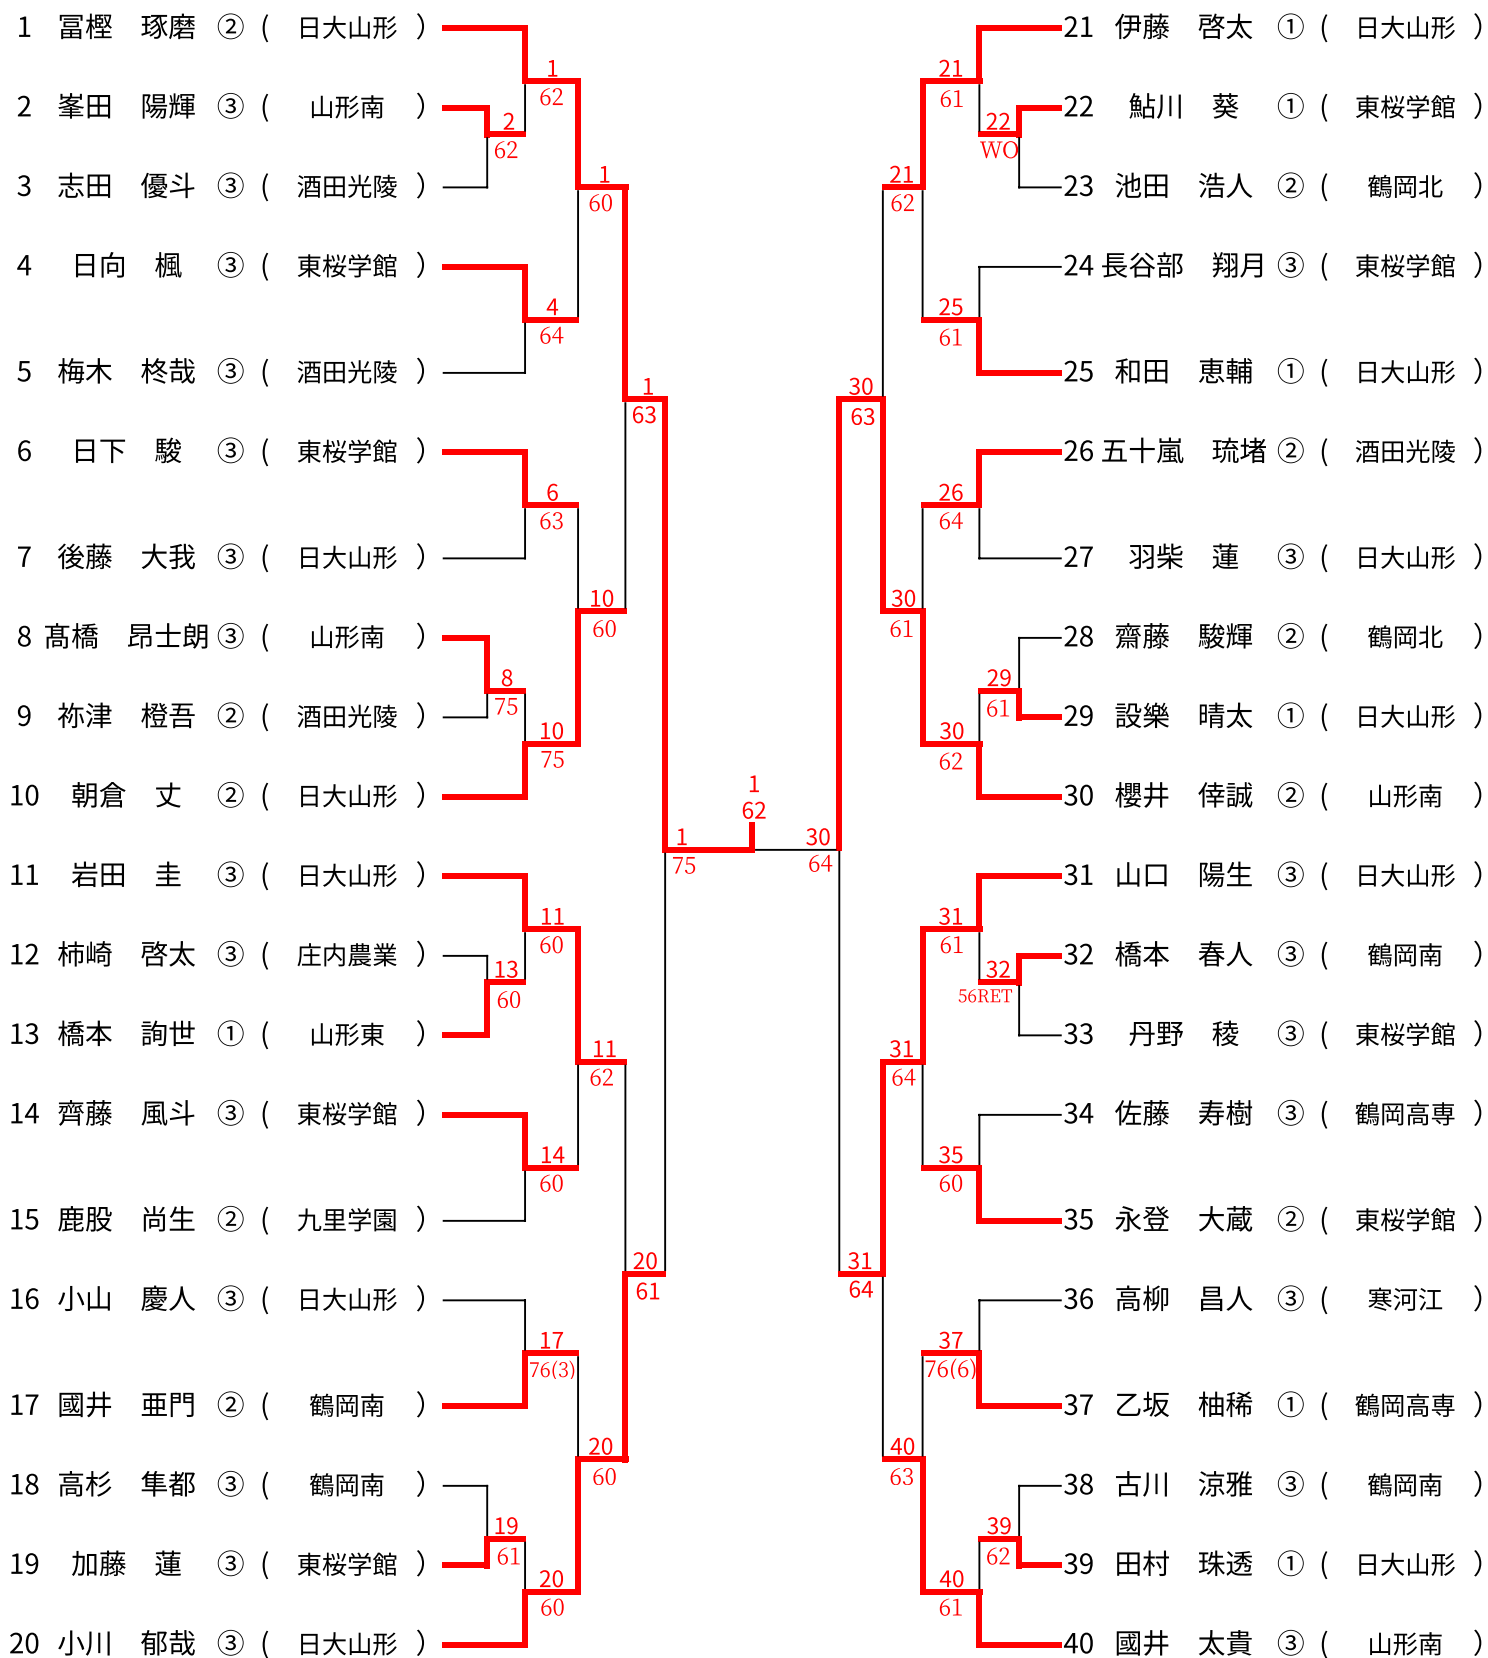 1 冨樫 琢磨 ② ( 日大山形 )
2 峯田 陽輝 ③ ( 山形南 )
3 志田 優斗 ③ ( 酒田光陵 )
4 日向 楓 ③ ( 東桜学館 )
5 梅木 柊哉 ③ ( 酒田光陵 )
6 日下 駿 ③ ( 東桜学館 )
7 後藤 大我 ③ ( 日大山形 )
8 髙橋 昂士朗 ③ ( 山形南 )
9 祢津 橙吾 ② ( 酒田光陵 )
10 朝倉 丈 ② ( 日大山形 )
11 岩田 圭 ③ ( 日大山形 )
12 柿崎 啓太 ③ ( 庄内農業 )
13 橋本 詢世 ① ( 山形東 )
14 齊藤 風斗 ③ ( 東桜学館 )
15 鹿股 尚生 ② ( 九里学園 )
16 小山 慶人 ③ ( 日大山形 )
17 國井 亜門 ② ( 鶴岡南 )
18 高杉 隼都 ③ ( 鶴岡南 )
19 加藤 蓮 ③ ( 東桜学館 )
20 小川 郁哉 ③ ( 日大山形 )
2
62
8
75
13
60
19
61
1
62
4
64
6
63
10
75
11
60
14
60
17
76(3)
20
60
1
60
10
60
11
62
20
60
1
63
20
61
1
75
1
62
30
64
30
63
31
64
21
62
30
61
31
64
40
63
21
61
25
61
26
64
30
62
31
61
35
60
37
76(6)
40
61
22
WO
29
61
32
56RET
39
62
21 伊藤 啓太 ① ( 日大山形 )
22 鮎川 葵 ① ( 東桜学館 )
23 池田 浩人 ② ( 鶴岡北 )
24 長谷部 翔月 ③ ( 東桜学館 )
25 和田 恵輔 ① ( 日大山形 )
26 五十嵐 琉堵 ② ( 酒田光陵 )
27 羽柴 蓮 ③ ( 日大山形 )
28 齋藤 駿輝 ② ( 鶴岡北 )
29 設樂 晴太 ① ( 日大山形 )
30 櫻井 倖誠 ② ( 山形南 )
31 山口 陽生 ③ ( 日大山形 )
32 橋本 春人 ③ ( 鶴岡南 )
33 丹野 稜 ③ ( 東桜学館 )
34 佐藤 寿樹 ③ ( 鶴岡高専 )
35 永登 大蔵 ② ( 東桜学館 )
36 高柳 昌人 ③ ( 寒河江 )
37 乙坂 柚稀 ① ( 鶴岡高専 )
38 古川 涼雅 ③ ( 鶴岡南 )
39 田村 珠透 ① ( 日大山形 )
40 國井 太貴 ③ ( 山形南 )